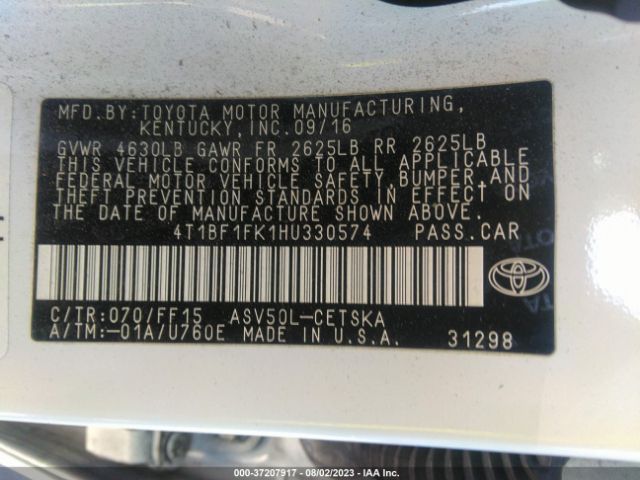 MFD. BY: TOYOTA MOTOR MANUFACTURING,
KENTUCKY, INC. 09/16
GVWR 4630LB GAWR FR 2625LB RR 2625LB
THIS VEHICLE CONFORMS TO ALL APPLICABLE
FEDERAL MOTOR VEHICLE SAFETY, BUMPER, AND
THEFT PREVENTION STANDARDS IN EFFECT ON
THE DATE OF MANUFACTURE SHOWN ABOVE.
4T1BF1FK1HU330574 PASS. CAR
C/TR: 070/FF15 ASV50L-CETSKA
A/TM: -01A/U760E MADE IN U.S.A. 31298
TOYOTA
000-37207917 - 08/02/2023 - IAA Inc.